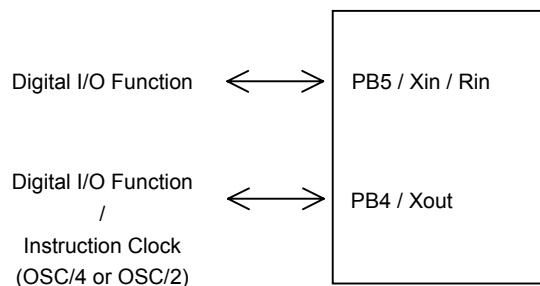 Digital I/O Function
PB5 / Xin / Rin
Digital I/O Function
/
Instruction Clock
(OSC/4 or OSC/2)
PB4 / Xout